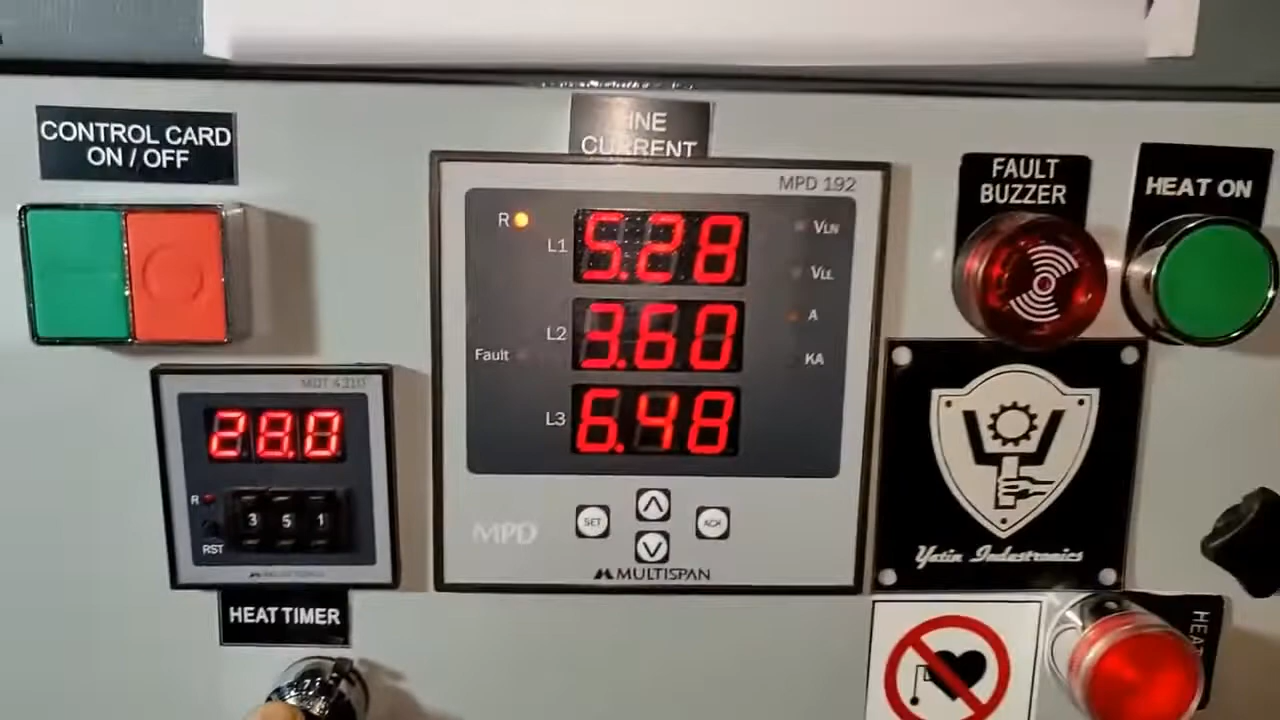 CONTROL CARD
ON / OFF
LINE
CURRENT
FAULT
BUZZER
HEAT ON
MPD 192
R
L1
5.28
VLN
VLL
L2
3.60
A
Fault
KA
L3
6.48
28.0
R
3 5 1
RST
HEAT TIMER
SET
ACK
MPD
MULTISPAN
Yatin Industronics